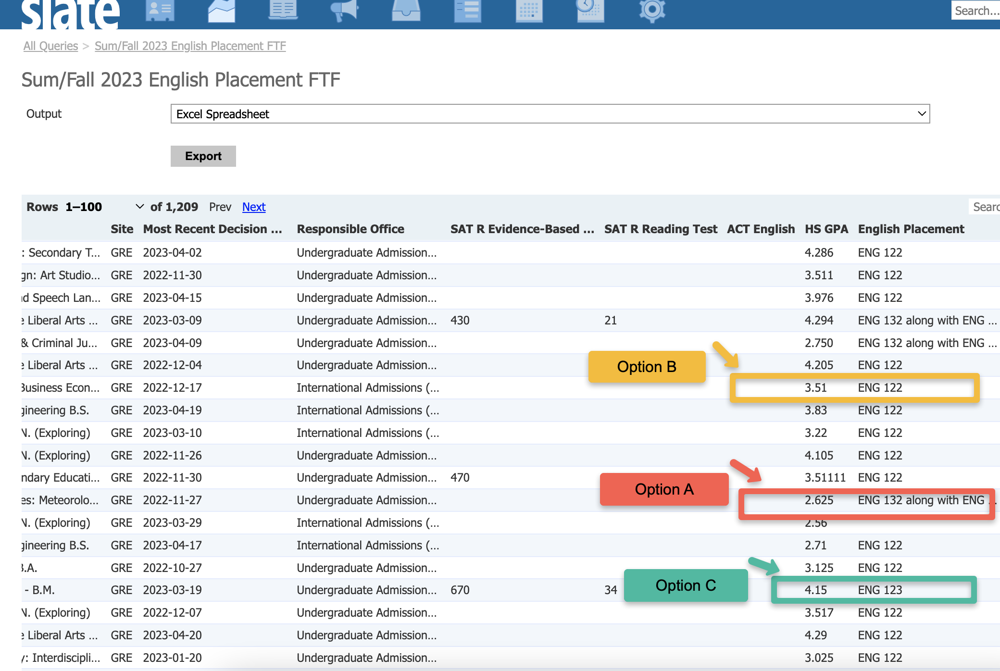 slate
Search...
All Queries > Sum/Fall 2023 English Placement FTF
Sum/Fall 2023 English Placement FTF
Output Excel Spreadsheet
Export
Rows 1–100 of 1,209 Prev Next Searc
Site Most Recent Decision ... Responsible Office SAT R Evidence-Based ... SAT R Reading Test ACT English HS GPA English Placement
: Secondary T... GRE 2023-04-02 Undergraduate Admission... 4.286 ENG 122
gn: Art Studio... GRE 2022-11-30 Undergraduate Admission... 3.511 ENG 122
nd Speech Lan... GRE 2023-04-15 Undergraduate Admission... 3.976 ENG 122
e Liberal Arts ... GRE 2023-03-09 Undergraduate Admission... 430 21 4.294 ENG 132 along with ENG ...
& Criminal Ju... GRE 2023-04-09 Undergraduate Admission... 2.750 ENG 132 along with ENG ...
e Liberal Arts ... GRE 2022-12-04 Undergraduate Admission... 4.205 ENG 122
Option B
Business Econ... GRE 2022-12-17 International Admissions (... 3.51 ENG 122
gineering B.S. GRE 2023-04-19 International Admissions (... 3.83 ENG 122
N. (Exploring) GRE 2023-03-10 International Admissions (... 3.22 ENG 122
N. (Exploring) GRE 2022-11-26 Undergraduate Admission... 4.105 ENG 122
ndary Educati... GRE 2022-11-30 Undergraduate Admission... 470 3.51111 ENG 122
Option A
es: Meteorolo... GRE 2022-11-27 Undergraduate Admission... 2.625 ENG 132 along with ENG ...
N. (Exploring) GRE 2023-03-29 International Admissions (... 2.56
gineering B.S. GRE 2023-04-17 International Admissions (... 2.71 ENG 122
B.A. GRE 2022-10-27 Undergraduate Admission... 3.125 ENG 122
- B.M. GRE 2023-03-19 Undergraduate Admission... 670 34 Option C 4.15 ENG 123
N. (Exploring) GRE 2022-12-07 Undergraduate Admission... 3.517 ENG 122
e Liberal Arts ... GRE 2023-04-20 Undergraduate Admission... 4.29 ENG 122
y: Interdiscipli... GRE 2023-01-20 Undergraduate Admission... 3.025 ENG 122